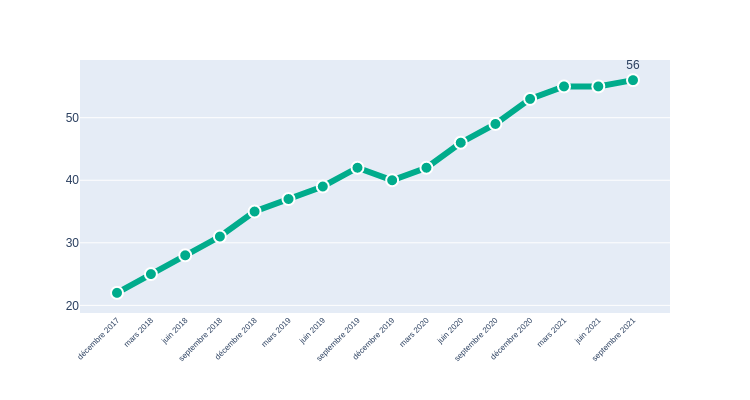 56
50
40
30
20
décembre 2017
mars 2018
juin 2018
septembre 2018
décembre 2018
mars 2019
juin 2019
septembre 2019
décembre 2019
mars 2020
juin 2020
septembre 2020
décembre 2020
mars 2021
juin 2021
septembre 2021